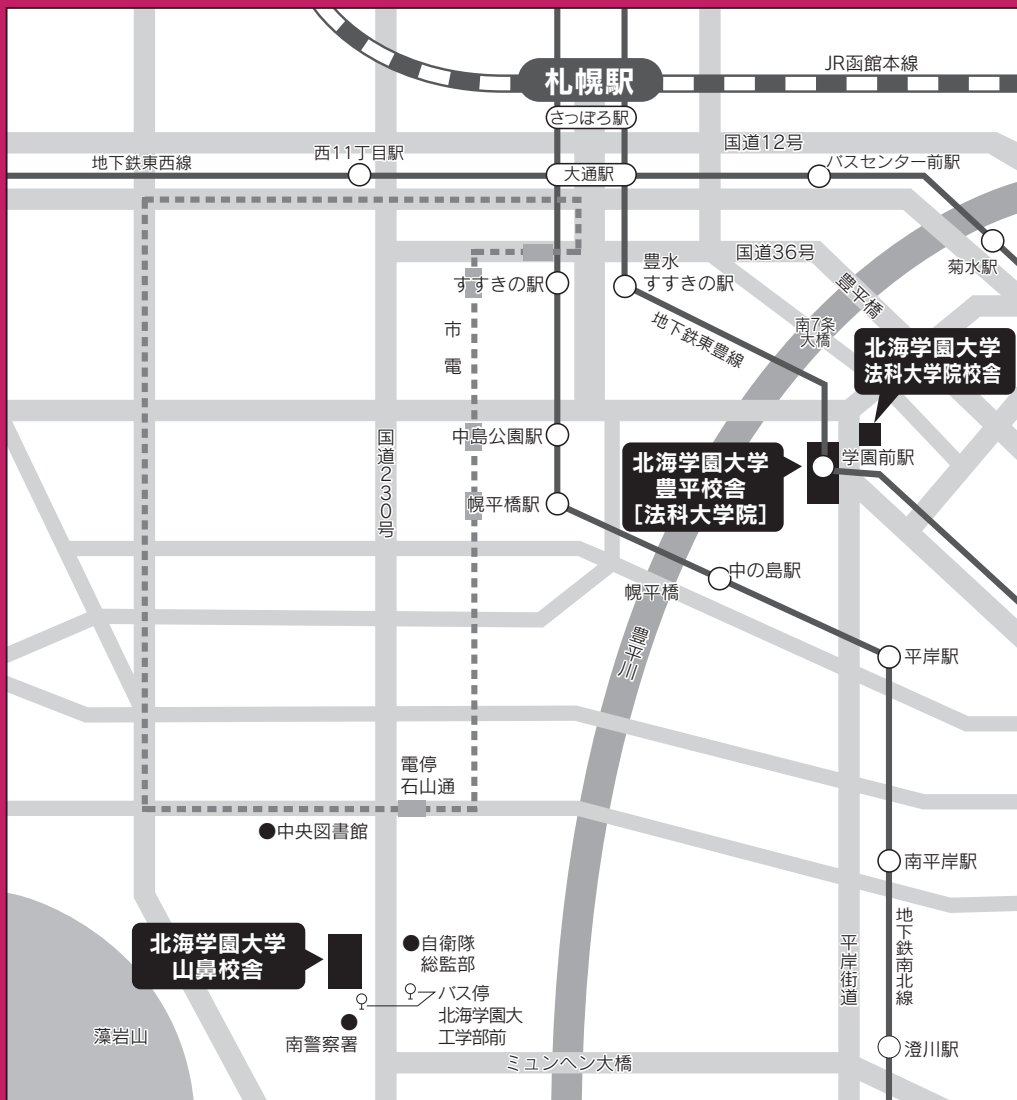 JR函館本線
札幌駅
さっぽろ駅
国道12号
地下鉄東西線
西11丁目駅
大通駅
バスセンター前駅
国道36号
豊水
すすきの駅
菊水駅
すすきの駅
豊平橋
市電
地下鉄東豊線
南7条
大橋
北海学園大学
法科大学院校舎
国道230号
中島公園駅
北海学園大学
豊平校舎
[法科大学院]
学園前駅
幌平橋駅
中の島駅
幌平橋
豊平川
平岸駅
電停
石山通
中央図書館
南平岸駅
北海学園大学
山鼻校舎
自衛隊
総監部
平岸街道
地下鉄南北線
バス停
北海学園大
工学部前
藻岩山
南警察署
ミュンヘン大橋
澄川駅